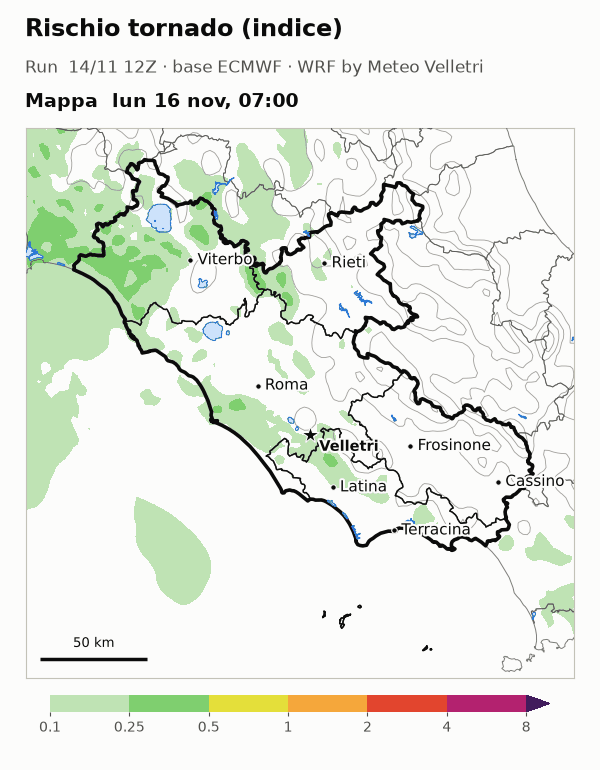 Rischio tornado (indice)
Run 14/11 12Z · base ECMWF · WRF by Meteo Velletri
Mappa lun 16 nov, 07:00
Viterbo
Rieti
Roma
Velletri
Frosinone
Latina
Cassino
Terracina
50 km
0.1 0.25 0.5 1 2 4 8